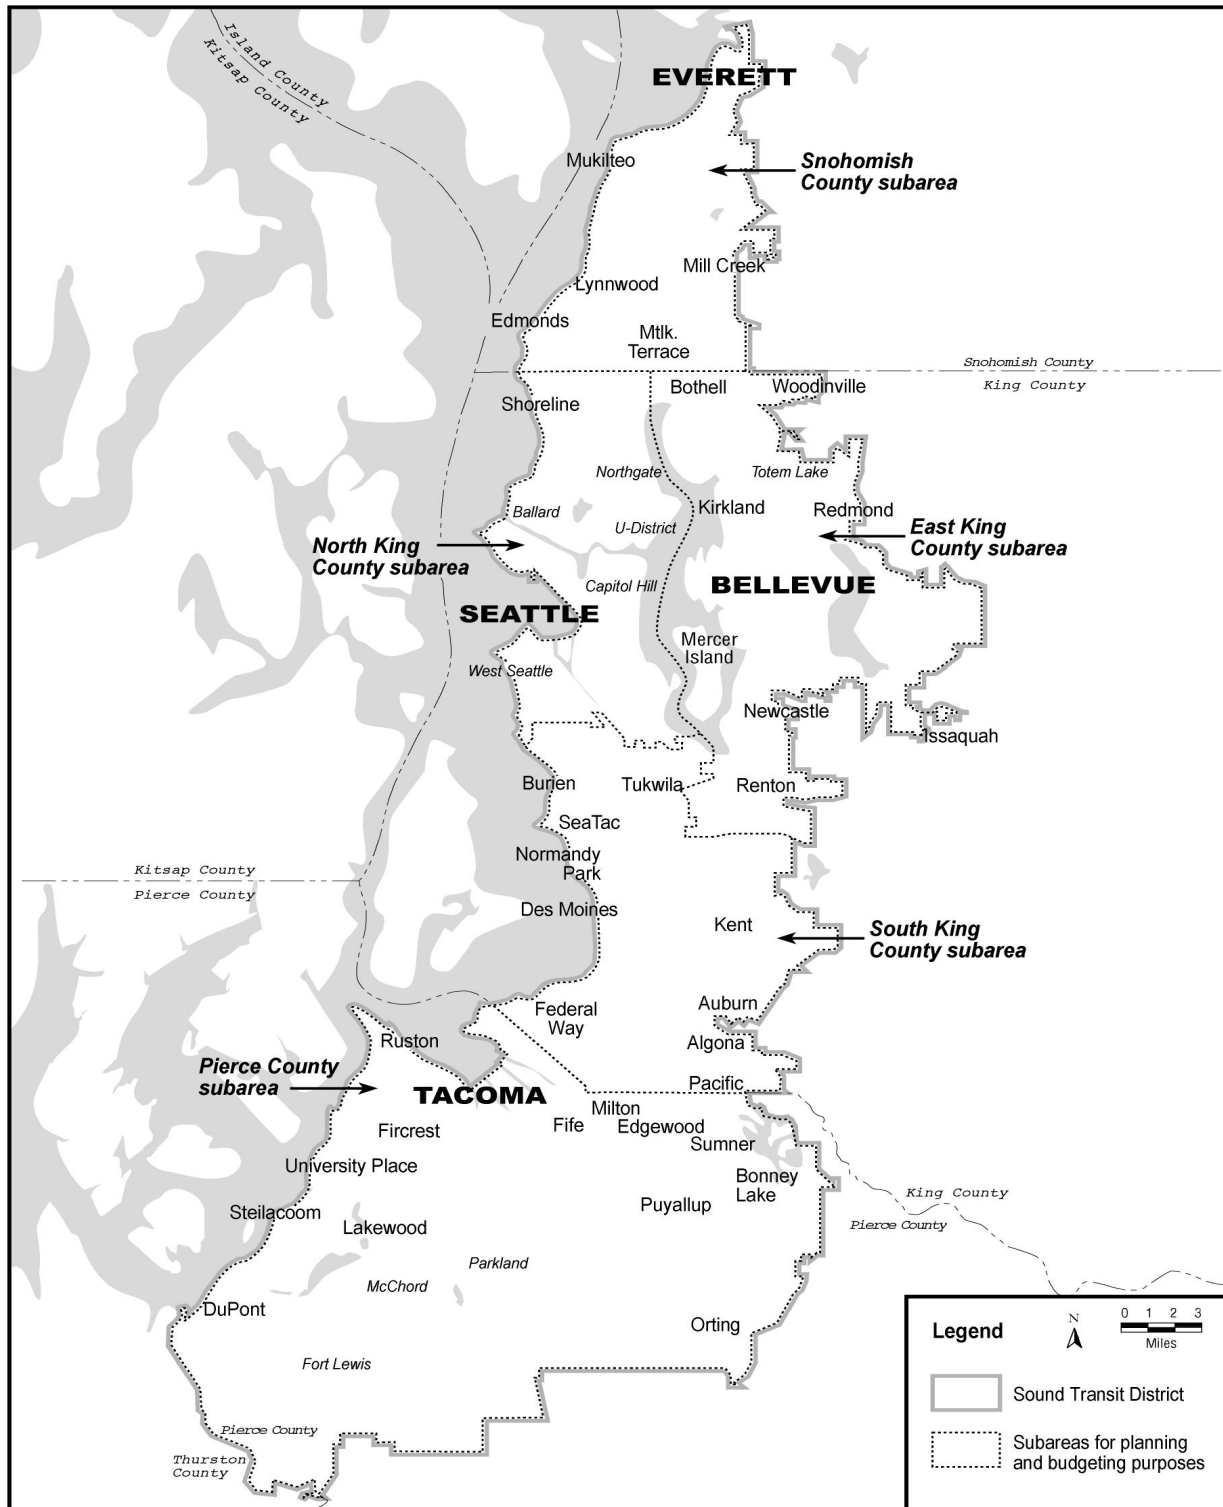 Island County
Kitsap County
EVERETT
Mukilteo
Snohomish
County subarea
Mill Creek
Lynnwood
Edmonds
Mtlk.
Terrace
Snohomish County
King County
Bothell
Woodinville
Shoreline
Northgate
Totem Lake
Ballard
U-District
Kirkland
Redmond
North King
County subarea
East King
County subarea
Capitol Hill
BELLEVUE
SEATTLE
Mercer
Island
West Seattle
Newcastle
Issaquah
Burien
Tukwila
Renton
SeaTac
Normandy
Park
Kitsap County
Pierce County
Des Moines
Kent
South King
County subarea
Federal
Way
Auburn
Ruston
Algona
Pierce County
subarea
TACOMA
Pacific
Milton
Fife
Edgewood
Fircrest
Sumner
University Place
Bonney
Lake
Puyallup
King County
Pierce County
Steilacoom
Lakewood
Parkland
McChord
DuPont
Orting
Fort Lewis
Pierce County
Thurston
County
Legend
N
0 1 2 3
Miles
Sound Transit District
Subareas for planning
and budgeting purposes